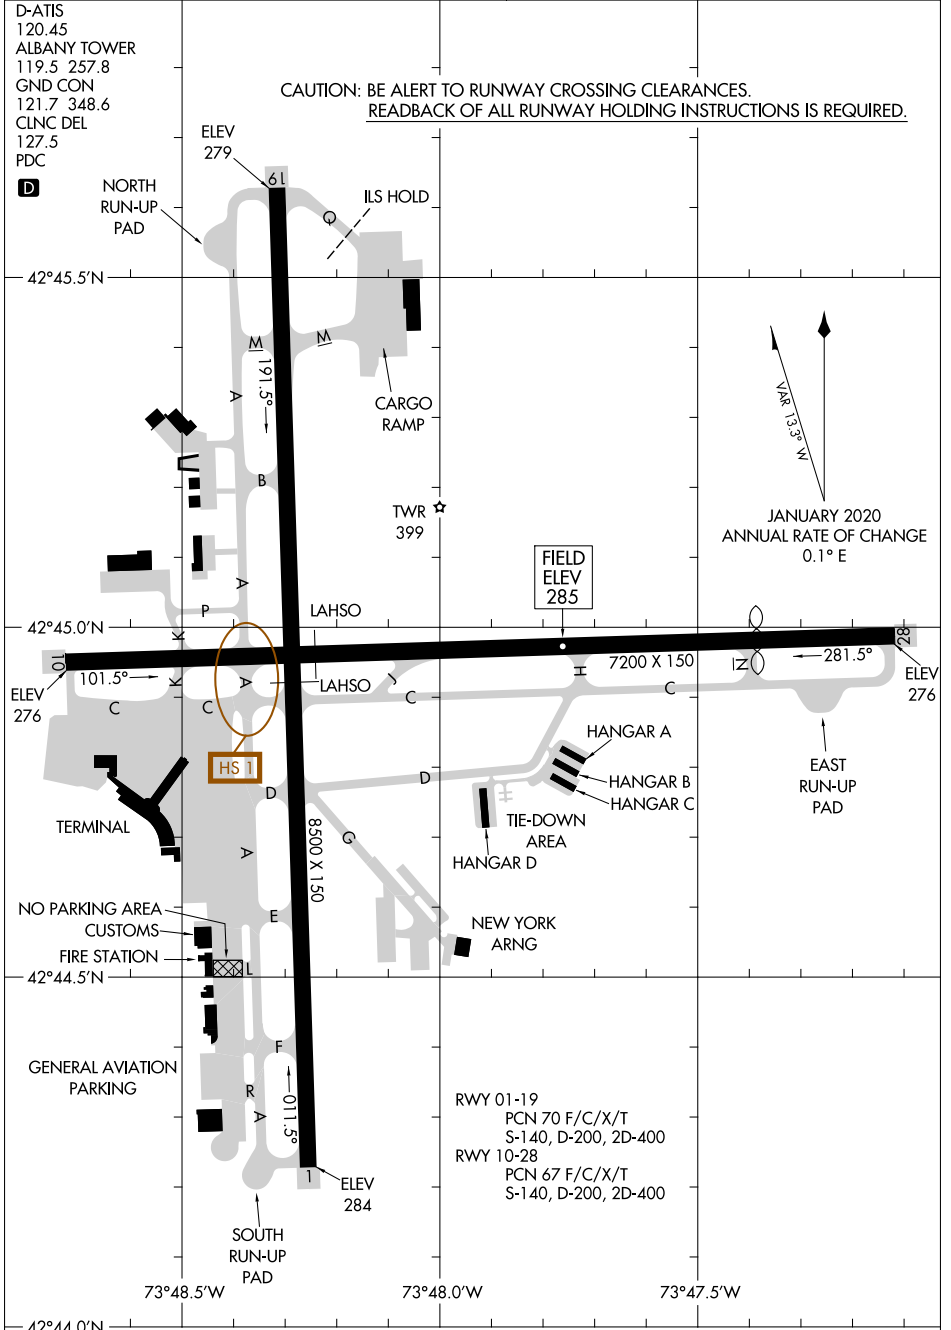 D-ATIS
120.45
ALBANY TOWER
119.5 257.8
GND CON
121.7 348.6
CLNC DEL
127.5
PDC
D
CAUTION: BE ALERT TO RUNWAY CROSSING CLEARANCES.
READBACK OF ALL RUNWAY HOLDING INSTRUCTIONS IS REQUIRED.
ELEV
279
19
NORTH
RUN-UP
PAD
Q
ILS HOLD
42°45.5'N
M
M
191.5°
A
CARGO
RAMP
VAR 13.3° W
JANUARY 2020
ANNUAL RATE OF CHANGE
0.1° E
B
TWR
399
FIELD
ELEV
285
A
P
K
LAHSO
42°45.0'N
10
28
7200 X 150
N
281.5°
101.5°
K
A
LAHSO
J
H
C
C
C
C
ELEV
276
ELEV
276
HS 1
HANGAR A
HANGAR B
HANGAR C
EAST
RUN-UP
PAD
D
D
TIE-DOWN
AREA
HANGAR D
TERMINAL
8500 X 150
Q
A
NO PARKING AREA
CUSTOMS
FIRE STATION
E
NEW YORK
ARNG
L
42°44.5'N
F
GENERAL AVIATION
PARKING
R
A
011.5°
RWY 01-19
PCN 70 F/C/X/T
S-140, D-200, 2D-400
RWY 10-28
PCN 67 F/C/X/T
S-140, D-200, 2D-400
1
ELEV
284
SOUTH
RUN-UP
PAD
73°48.5'W
73°48.0'W
73°47.5'W
42°44.0'N